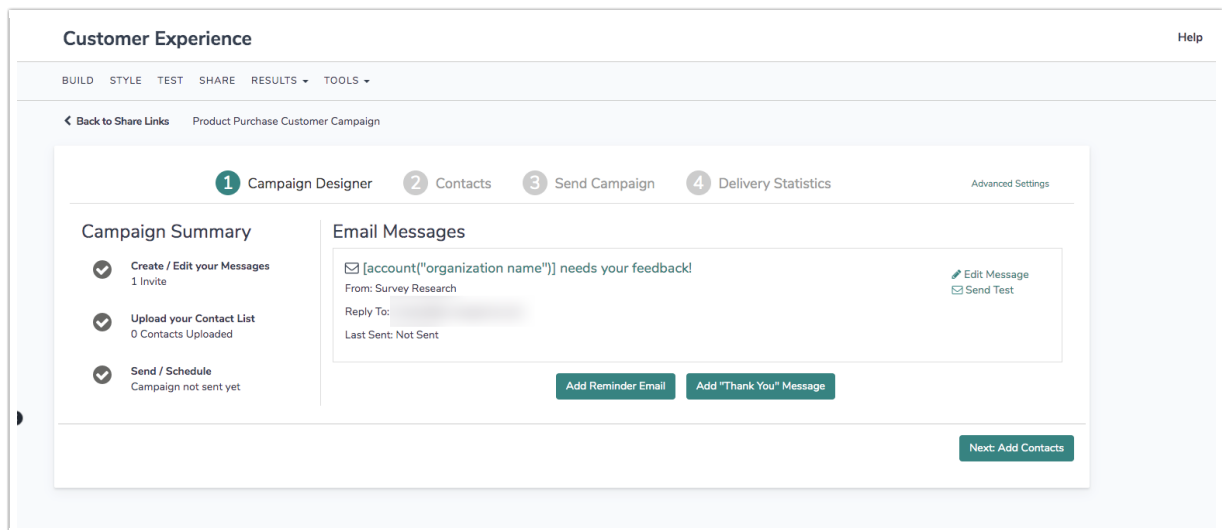 Customer Experience
Help
BUILD STYLE TEST SHARE RESULTS TOOLS
Back to Share Links Product Purchase Customer Campaign
1 Campaign Designer 2 Contacts 3 Send Campaign 4 Delivery Statistics Advanced Settings
Campaign Summary
Create / Edit your Messages
1 Invite
Upload your Contact List
0 Contacts Uploaded
Send / Schedule
Campaign not sent yet
Email Messages
[account("organization name")] needs your feedback!
From: Survey Research
Reply To:
Last Sent: Not Sent
Edit Message
Send Test
Add Reminder Email Add "Thank You" Message
Next: Add Contacts